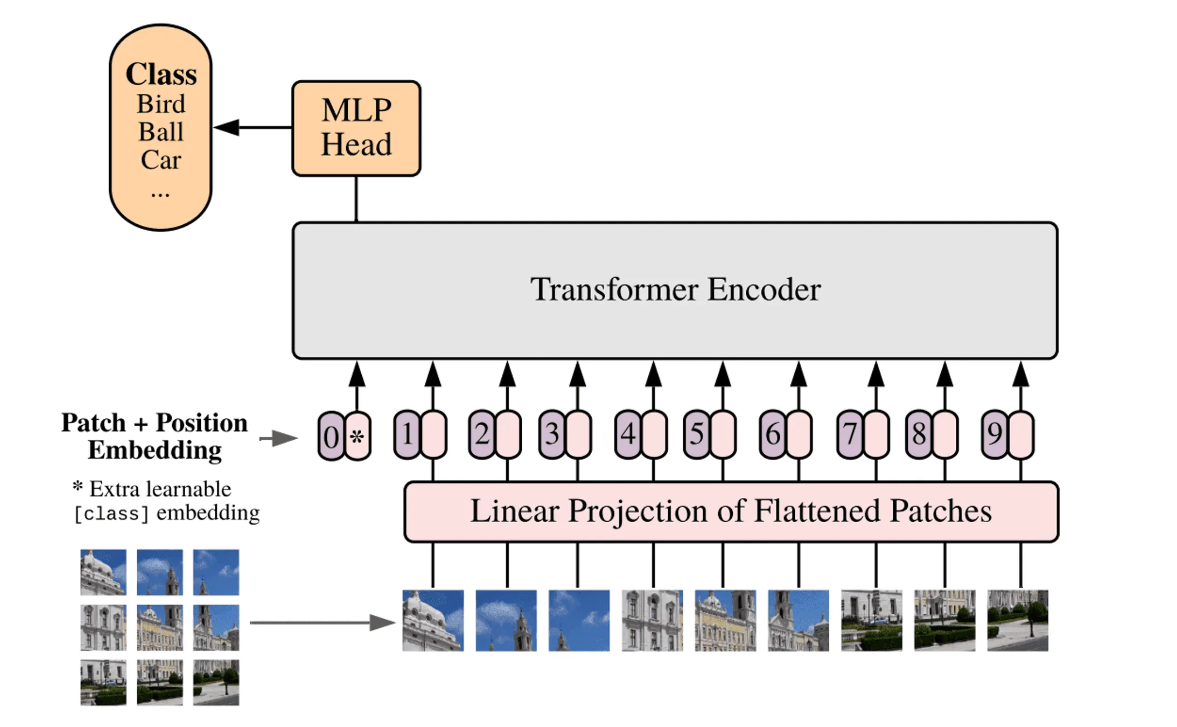 Class
Bird
Ball
Car
...
MLP
Head
Transformer Encoder
Patch + Position
Embedding
0 * 1 2 3 4 5 6 7 8 9
* Extra learnable
[class] embedding
Linear Projection of Flattened Patches